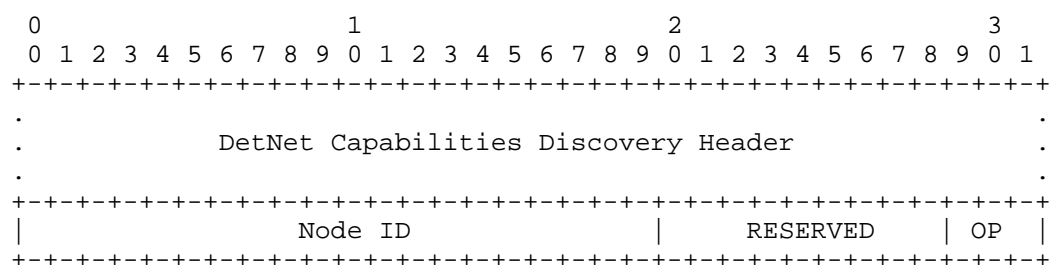 0                   1                   2                   3
 0 1 2 3 4 5 6 7 8 9 0 1 2 3 4 5 6 7 8 9 0 1 2 3 4 5 6 7 8 9 0 1
+-+-+-+-+-+-+-+-+-+-+-+-+-+-+-+-+-+-+-+-+-+-+-+-+-+-+-+-+-+-+-+-+
.                                                               .
.            DetNet Capabilities Discovery Header               .
.                                                               .
+-+-+-+-+-+-+-+-+-+-+-+-+-+-+-+-+-+-+-+-+-+-+-+-+-+-+-+-+-+-+-+-+
|                 Node ID               |     RESERVED    | OP  |
+-+-+-+-+-+-+-+-+-+-+-+-+-+-+-+-+-+-+-+-+-+-+-+-+-+-+-+-+-+-+-+-+